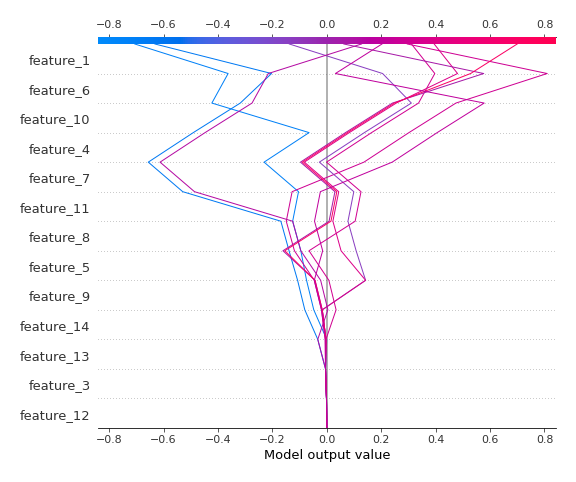 −0.8 −0.6 −0.4 −0.2 0.0 0.2 0.4 0.6 0.8
feature_1
feature_6
feature_10
feature_4
feature_7
feature_11
feature_8
feature_5
feature_9
feature_14
feature_13
feature_3
feature_12
−0.8 −0.6 −0.4 −0.2 0.0 0.2 0.4 0.6 0.8
Model output value